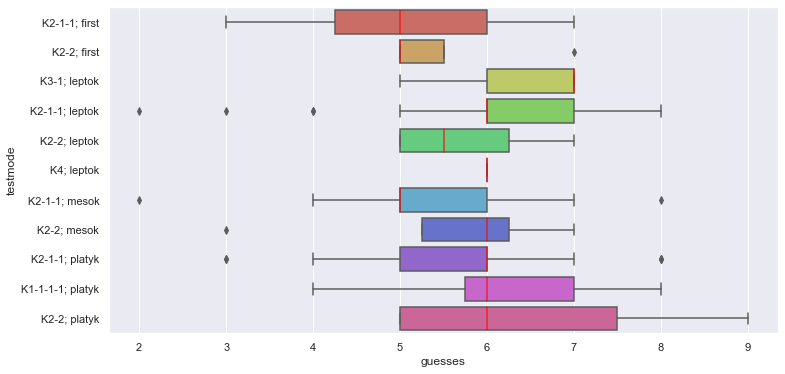 K2-1-1; first
K2-2; first
K3-1; leptok
K2-1-1; leptok
K2-2; leptok
K4; leptok
K2-1-1; mesok
K2-2; mesok
K2-1-1; platyk
K1-1-1-1; platyk
K2-2; platyk
testmode
2 3 4 5 6 7 8 9
guesses